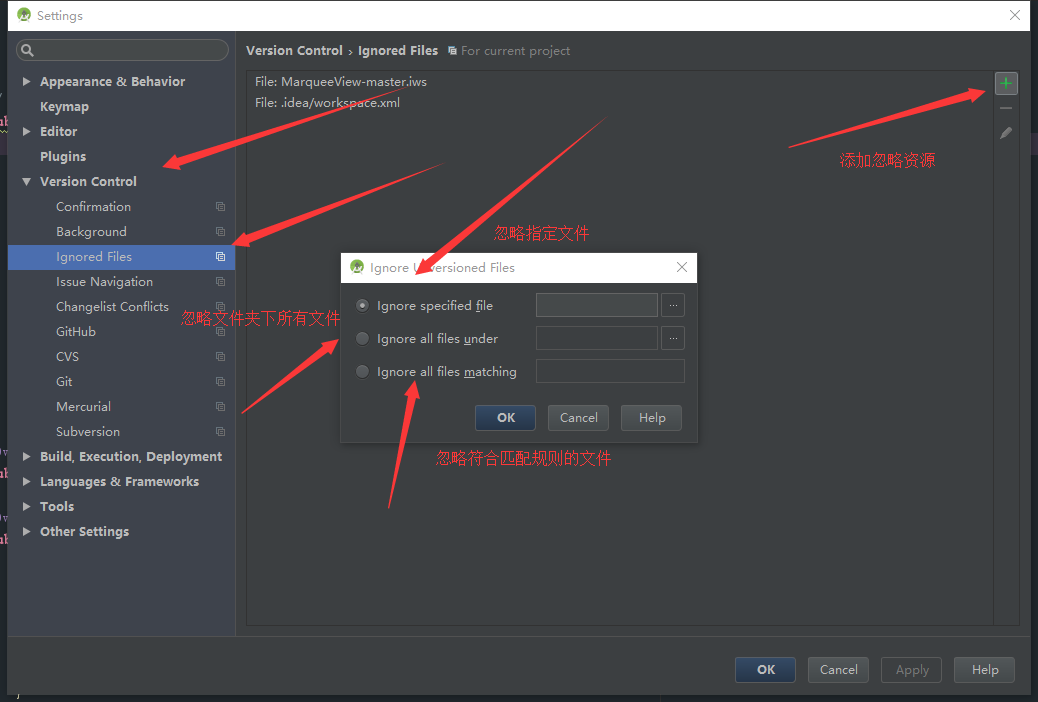 Settings
Version Control › Ignored Files For current project
Appearance & Behavior
Keymap
Editor
Plugins
Version Control
Confirmation
Background
Ignored Files
Issue Navigation
Changelist Conflicts
GitHub
CVS
Git
Mercurial
Subversion
Build, Execution, Deployment
Languages & Frameworks
Tools
Other Settings
File: MarqueeView-master.iws
File: .idea/workspace.xml
添加忽略资源
忽略指定文件
忽略文件夹下所有文件
Ignore Unversioned Files
Ignore specified file
...
Ignore all files under
...
Ignore all files matching
OK
Cancel
Help
忽略符合匹配规则的文件
OK
Cancel
Apply
Help